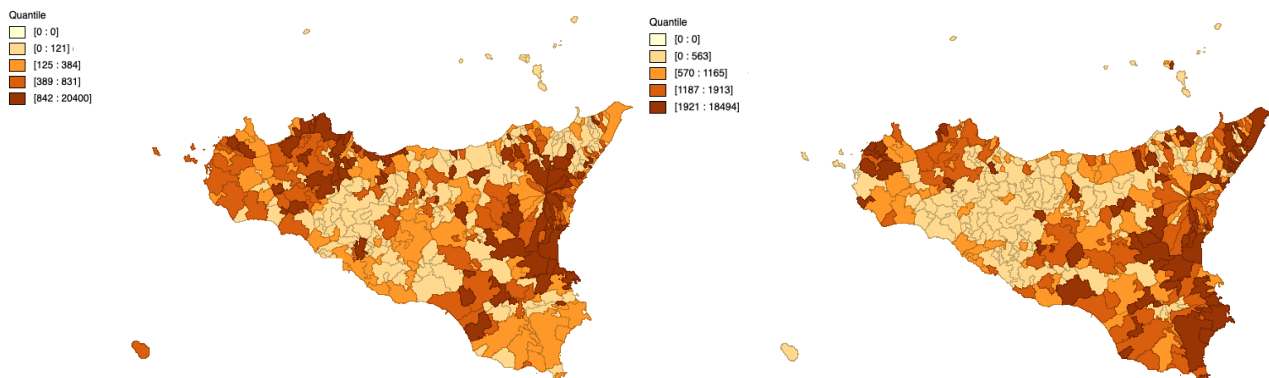 Quantile
[0 : 0]
[0 : 121]
[125 : 384]
[389 : 831]
[842 : 20400]
Quantile
[0 : 0]
[0 : 563]
[570 : 1165]
[1187 : 1913]
[1921 : 18494]